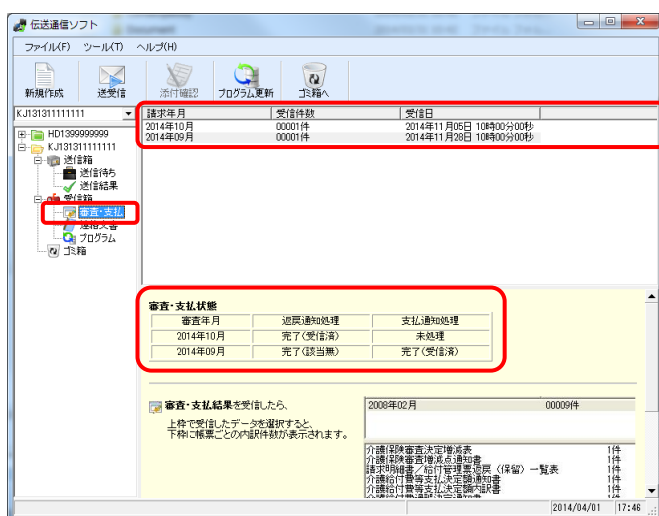 伝送通信ソフト
ファイル(F) ツール(T) ヘルプ(H)
新規作成 送受信 添付確認 プログラム更新 ゴミ箱へ
KJ131311111111
請求年月 受信件数 受信日
2014年10月 00001件 2014年11月05日 10時00分00秒
2014年09月 00001件 2014年11月28日 10時00分00秒
HD1399999999
KJ131311111111
送信箱
送信待ち
送信結果
受信箱
審査・支払
連絡文書
プログラム
ゴミ箱
審査・支払状態
審査年月 返戻通知処理 支払通知処理
2014年10月 完了(受信済) 未処理
2014年09月 完了(該当無) 完了(受信済)
審査・支払結果を受信したら、
上枠で受信したデータを選択すると、
下枠に帳票ごとの内訳件数が表示されます。
2008年02月 00009件
介護保険審査決定増減表 1件
介護保険審査増減点通知書 1件
請求明細書/給付管理票返戻(保留)一覧表 1件
介護給付費等支払決定額通知書 1件
介護給付費等支払決定額内訳書 1件
2014/04/01 17:46